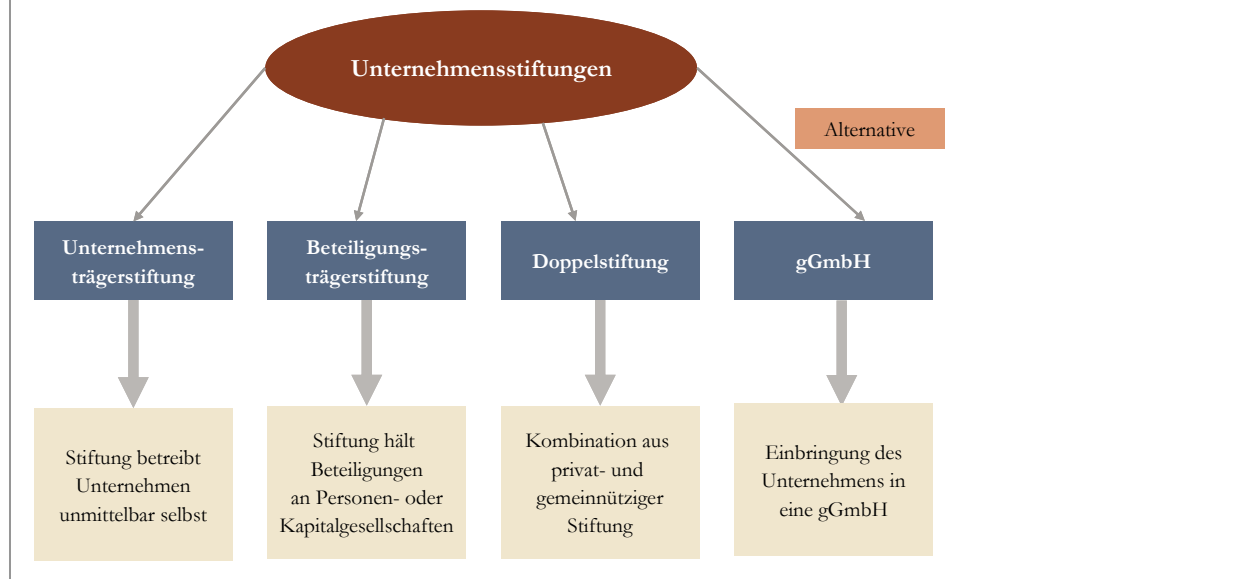 Unternehmensstiftungen
Alternative
Unternehmens-
trägerstiftung
Beteiligungs-
trägerstiftung
Doppelstiftung
gGmbH
Stiftung betreibt
Unternehmen
unmittelbar selbst
Stiftung hält
Beteiligungen
an Personen- oder
Kapitalgesellschaften
Kombination aus
privat- und
gemeinnütziger
Stiftung
Einbringung des
Unternehmens in
eine gGmbH